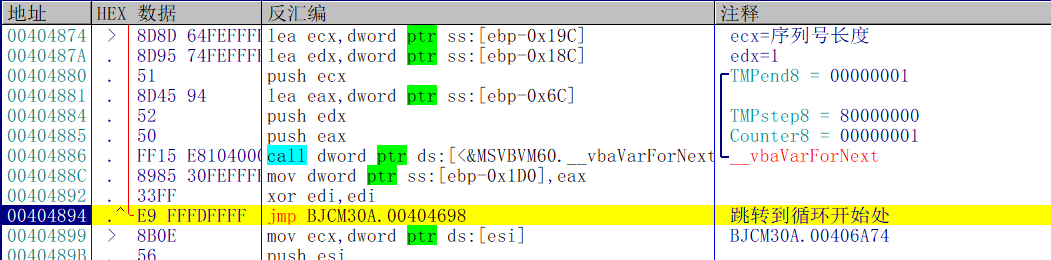 地址 HEX 数据 反汇编 注释
00404874 > 8D8D 64FEFFFF lea ecx,dword ptr ss:[ebp-0x19C] ecx=序列号长度
0040487A . 8D95 74FEFFFF lea edx,dword ptr ss:[ebp-0x18C] edx=1
00404880 . 51 push ecx TMPend8 = 00000001
00404881 . 8D45 94 lea eax,dword ptr ss:[ebp-0x6C]
00404884 . 52 push edx TMPstep8 = 80000000
00404885 . 50 push eax Counter8 = 00000001
00404886 . FF15 E8104000 call dword ptr ds:[<&MSVBVM60.__vbaVarForNext __vbaVarForNext
0040488C . 8985 30FEFFFF mov dword ptr ss:[ebp-0x1D0],eax
00404892 . 33FF xor edi,edi
00404894 .^ E9 FFFDFFFF jmp BJCM30A.00404698 跳转到循环开始处
00404899 > 8B0E mov ecx,dword ptr ds:[esi] BJCM30A.00406A74
0040489B . 56 push esi